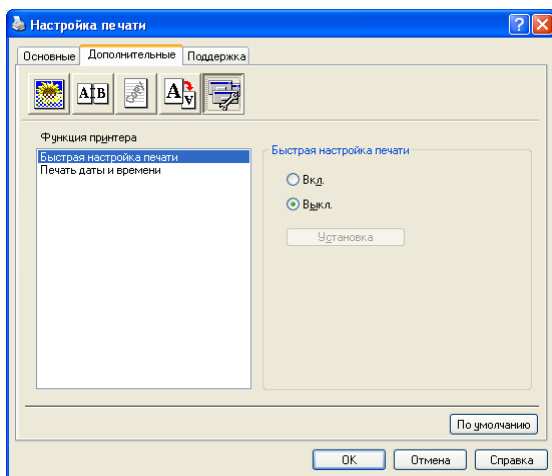 Настройка печати
Основные Дополнительные Поддержка
A B
A A
Функция принтера
Быстрая настройка печати
Печать даты и времени
Быстрая настройка печати
Вкл.
Выкл.
Установка
По умолчанию
OK Отмена Справка